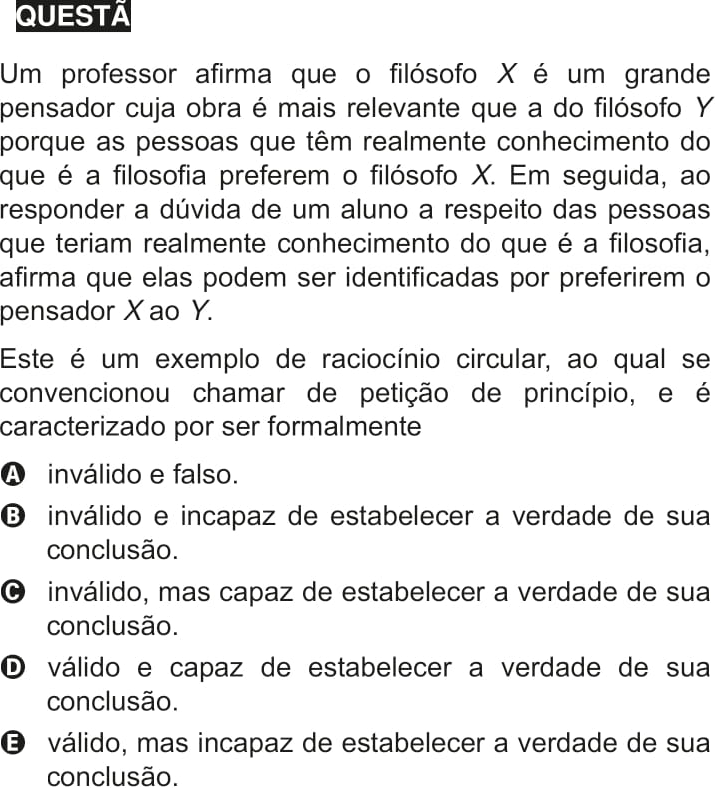 QUESTÃ
Um professor afirma que o filósofo X é um grande
pensador cuja obra é mais relevante que a do filósofo Y
porque as pessoas que têm realmente conhecimento do
que é a filosofia preferem o filósofo X. Em seguida, ao
responder a dúvida de um aluno a respeito das pessoas
que teriam realmente conhecimento do que é a filosofia,
afirma que elas podem ser identificadas por preferirem o
pensador X ao Y.
Este é um exemplo de raciocínio circular, ao qual se
convencionou chamar de petição de princípio, e é
caracterizado por ser formalmente
A inválido e falso.
B inválido e incapaz de estabelecer a verdade de sua
conclusão.
C inválido, mas capaz de estabelecer a verdade de sua
conclusão.
D válido e capaz de estabelecer a verdade de sua
conclusão.
E válido, mas incapaz de estabelecer a verdade de sua
conclusão.